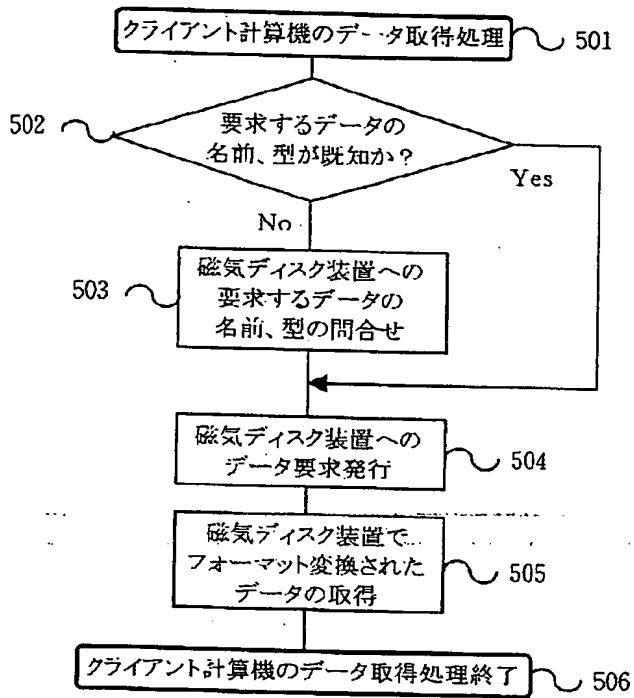 クライアント計算機のデータ取得処理
501
502
要求するデータの
名前、型が既知か？
Yes
No
503
磁気ディスク装置への
要求するデータの
名前、型の問合せ
磁気ディスク装置への
データ要求発行
504
磁気ディスク装置で
フォーマット変換された
データの取得
505
クライアント計算機のデータ取得処理終了
506